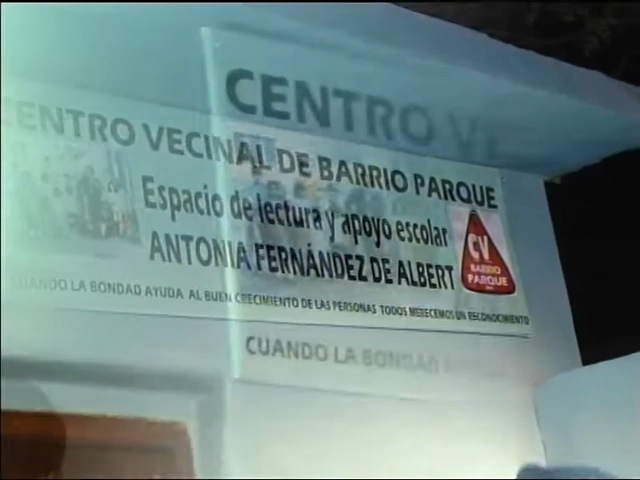 CENTRO V
CENTRO VECINAL DE BARRIO PARQUE
Espacio de lectura y apoyo escolar
ANTONIA FERNÁNDEZ DE ALBERT
CV
BARRIO
PARQUE
CUANDO LA BONDAD AYUDA AL BUEN CRECIMIENTO DE LAS PERSONAS TODOS MERECEMOS UN RECONOCIMIENTO
CUANDO LA BONDAD